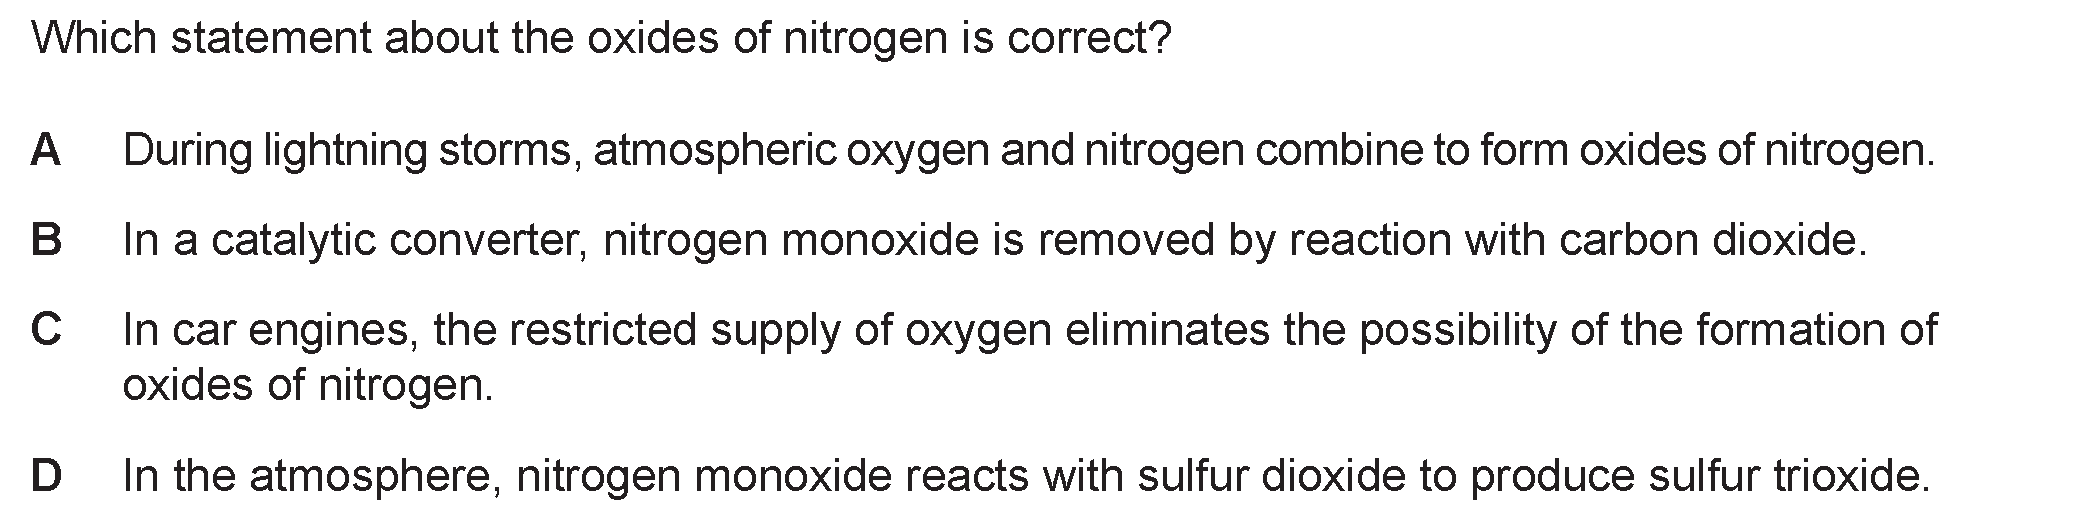 Which statement about the oxides of nitrogen is correct?
A During lightning storms, atmospheric oxygen and nitrogen combine to form oxides of nitrogen.
B In a catalytic converter, nitrogen monoxide is removed by reaction with carbon dioxide.
C In car engines, the restricted supply of oxygen eliminates the possibility of the formation of
oxides of nitrogen.
D In the atmosphere, nitrogen monoxide reacts with sulfur dioxide to produce sulfur trioxide.